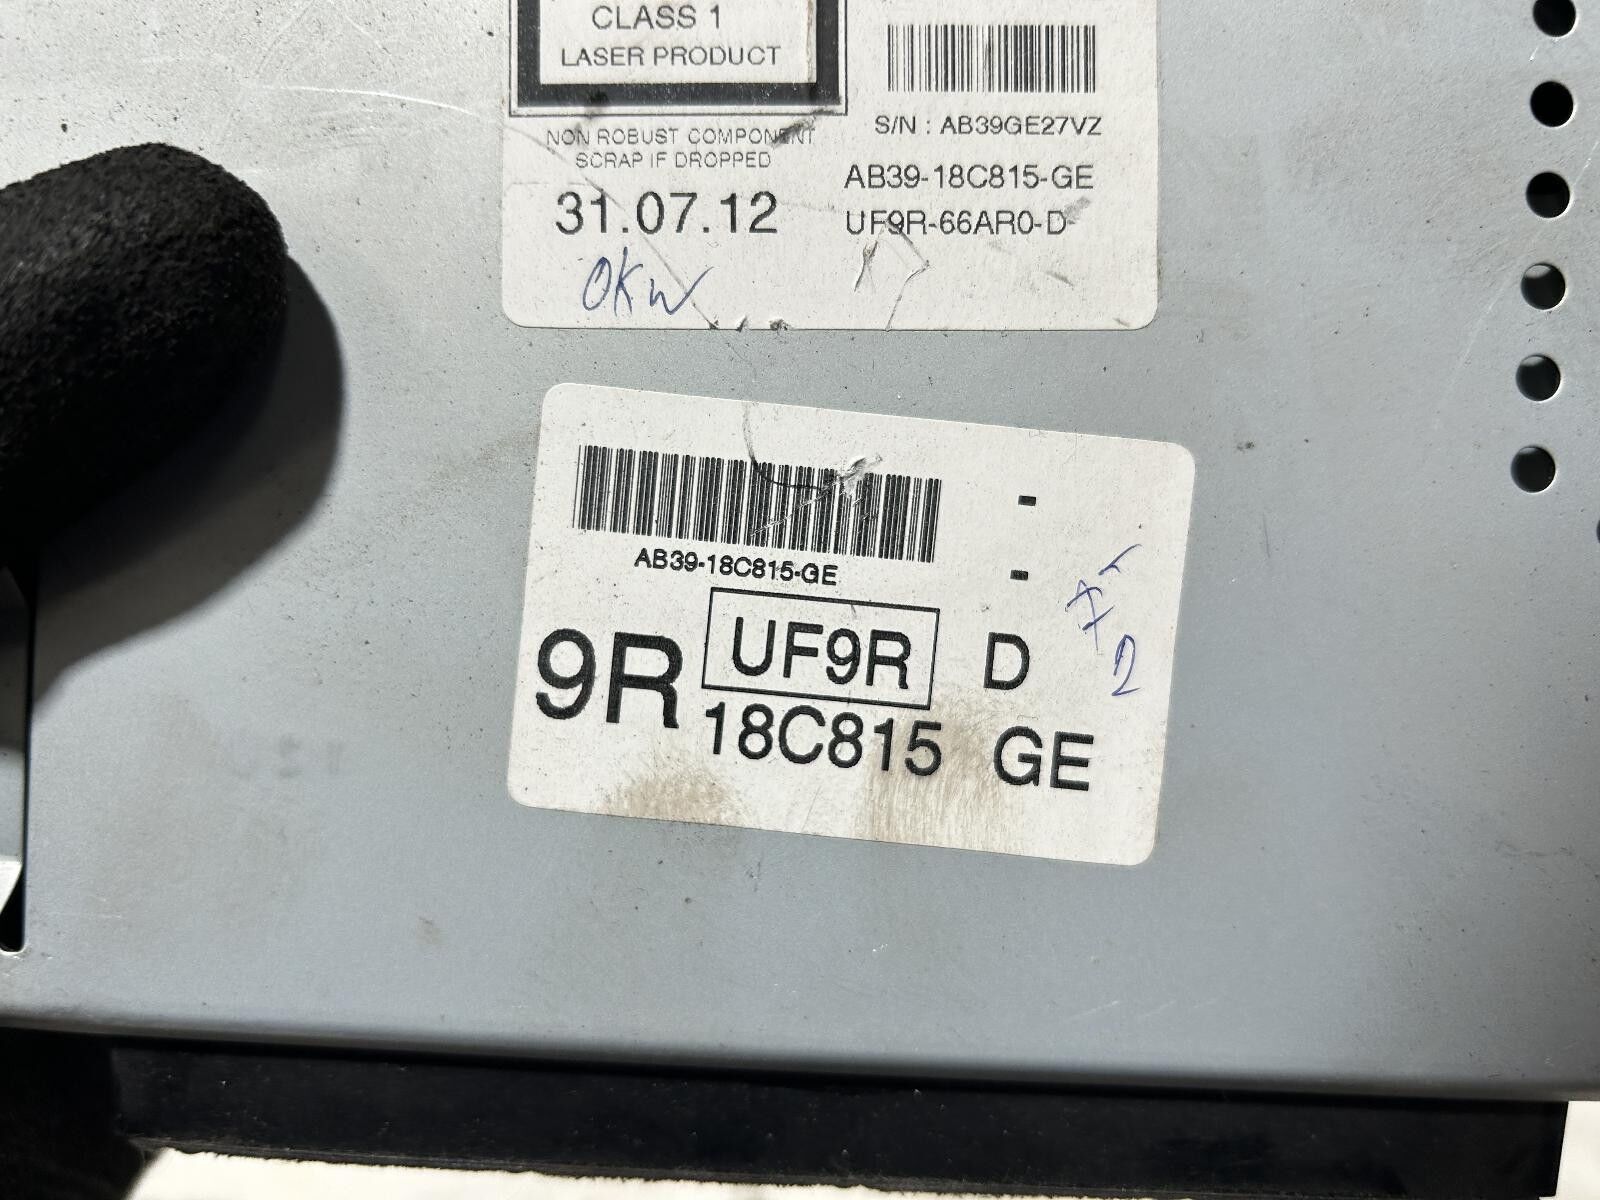 CLASS 1
LASER PRODUCT
NON ROBUST COMPONENT
SCRAP IF DROPPED
31.07.12
OKW
S/N : AB39GE27VZ
AB39-18C815-GE
UF9R-66AR0-D-
AB39-18C815-GE
-
-
9R UF9R D
18C815 GE
2